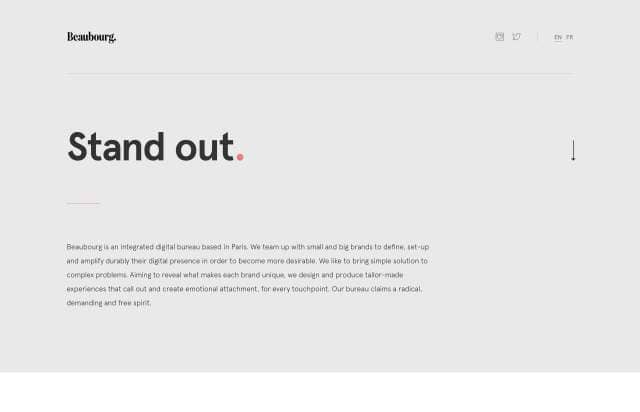 Beaubourg.
EN FR
Stand out.
Beaubourg is an integrated digital bureau based in Paris. We team up with small and big brands to define, set-up
and amplify durably their digital presence in order to become more desirable. We like to bring simple solution to
complex problems. Aiming to reveal what makes each brand unique, we design and produce tailor-made
experiences that call out and create emotional attachment, for every touchpoint. Our bureau claims a radical,
demanding and free spirit.